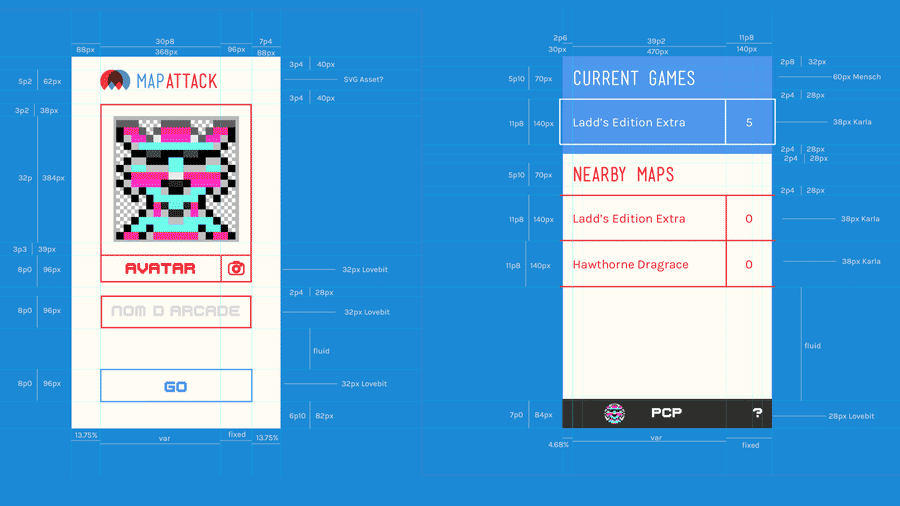 30p8
7p4
88px
368px
96px
88px
3p4 40px
5p2 62px
MAPATTACK
SVG Asset?
3p4 40px
3p2 38px
32p 384px
3p3 39px
8p0 96px
AVATAR
32px Lovebit
2p4 28px
8p0 96px
NOM D ARCADE
32px Lovebit
fluid
8p0 96px
GO
32px Lovebit
6p10 82px
13.75%
var
fixed
13.75%
2p6
39p2
11p8
30px
470px
140px
2p8 32px
5p10 70px
CURRENT GAMES
60px Mensch
2p4 28px
11p8 140px
Ladd's Edition Extra
5
38px Karla
2p4 28px
2p4 28px
5p10 70px
NEARBY MAPS
2p4 28px
11p8 140px
Ladd's Edition Extra
0
38px Karla
11p8 140px
Hawthorne Dragrace
0
38px Karla
fluid
7p0 84px
PCP
?
28px Lovebit
4.68%
var
fixed